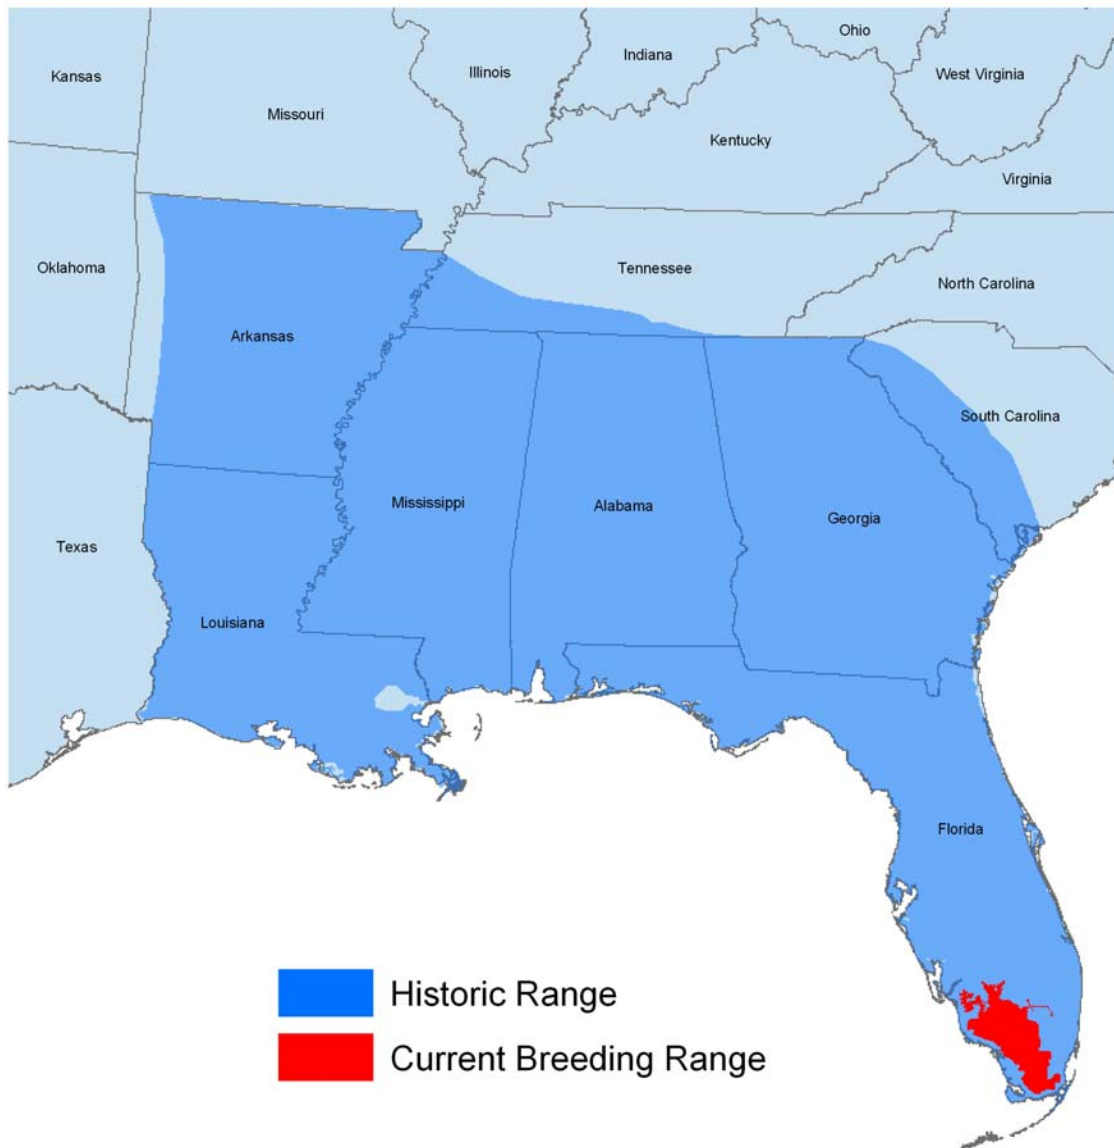 Ohio
Indiana
Illinois
West Virginia
Kansas
Missouri
Kentucky
Virginia
Oklahoma
Tennessee
North Carolina
Arkansas
South Carolina
Mississippi
Alabama
Georgia
Texas
Louisiana
Florida
Historic Range
Current Breeding Range